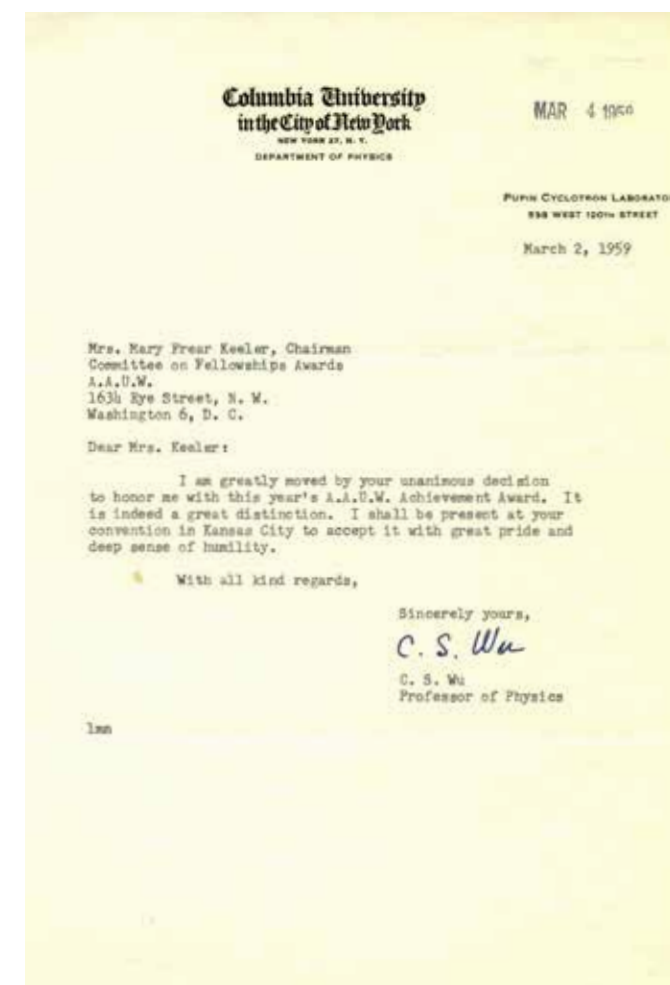 Columbia University
in the City of New York
NEW YORK 27, N. Y.
DEPARTMENT OF PHYSICS
MAR 4 1959
PUPIN CYCLOTRON LABORATO
538 WEST 120TH STREET
March 2, 1959
Mrs. Mary Frear Keeler, Chairman
Committee on Fellowships Awards
A.A.U.W.
1634 Eye Street, N. W.
Washington 6, D. C.
Dear Mrs. Keeler:
I am greatly moved by your unanimous decision
to honor me with this year's A.A.U.W. Achievement Award. It
is indeed a great distinction. I shall be present at your
convention in Kansas City to accept it with great pride and
deep sense of humility.
With all kind regards,
Sincerely yours,
C. S. Wu
C. S. Wu
Professor of Physics
lmn